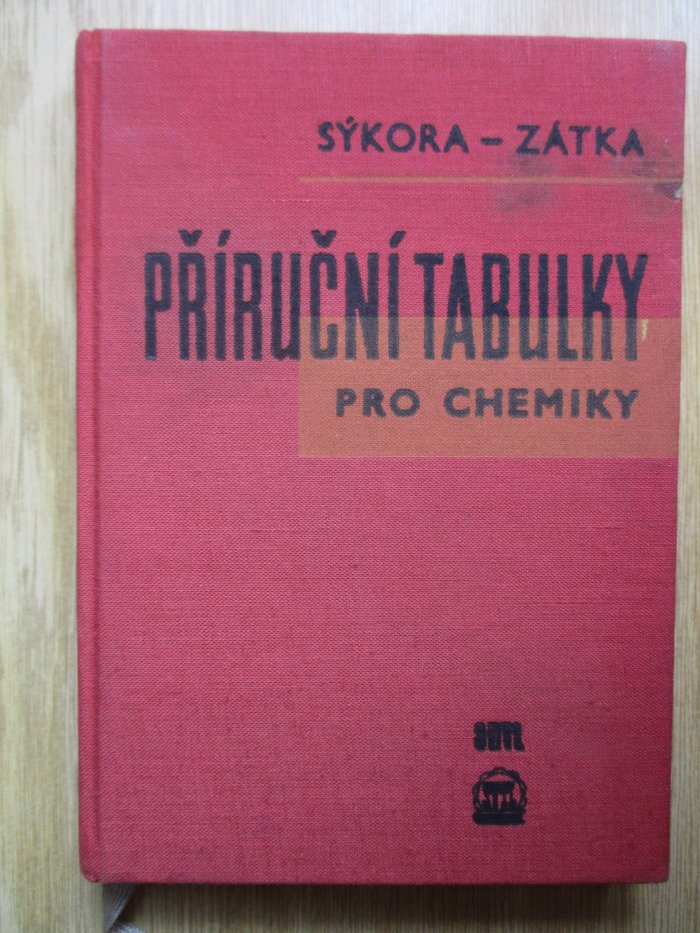 SÝKORA – ZÁTKA
PŘÍRUČNÍ TABULKY
PRO CHEMIKY
SNTL